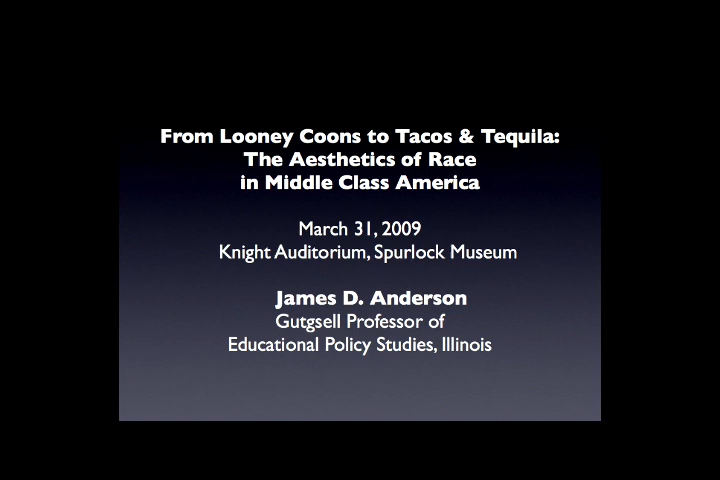 From Looney Coons to Tacos & Tequila:
The Aesthetics of Race
in Middle Class America
March 31, 2009
Knight Auditorium, Spurlock Museum
James D. Anderson
Gutgsell Professor of
Educational Policy Studies, Illinois